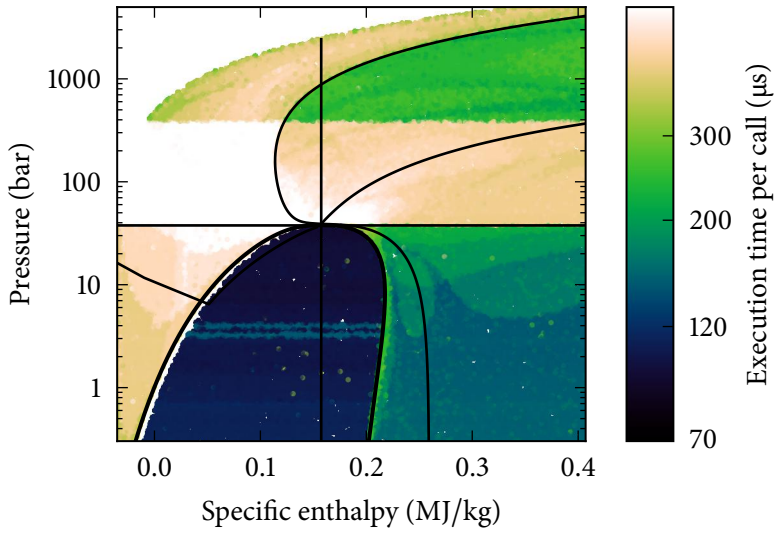 1000
100
10
1
Pressure (bar)
0.0 0.1 0.2 0.3 0.4
Specific enthalpy (MJ/kg)
300
200
120
70
Execution time per call (µs)